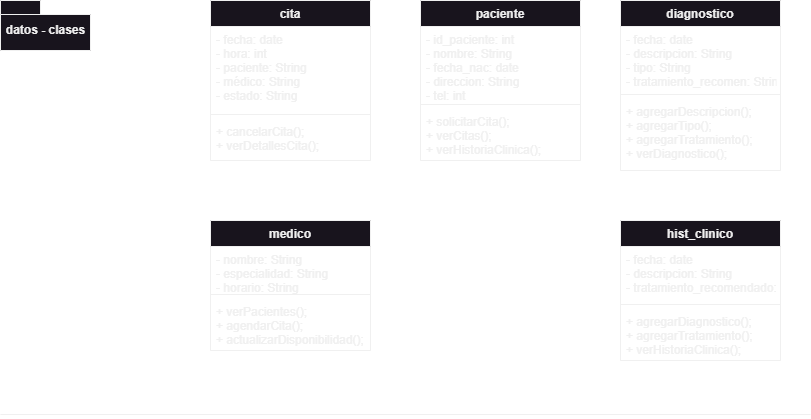 datos - clases
cita
- fecha: date
- hora: int
- paciente: String
- médico: String
- estado: String
+ cancelarCita();
+ verDetallesCita();
paciente
- id_paciente: int
- nombre: String
- fecha_nac: date
- direccion: String
- tel: int
+ solicitarCita();
+ verCitas();
+ verHistoriaClinica();
diagnostico
- fecha: date
- descripcion: String
- tipo: String
- tratamiento_recomen: Strin
+ agregarDescripcion();
+ agregarTipo();
+ agregarTratamiento();
+ verDiagnostico();
medico
- nombre: String
- especialidad: String
- horario: String
+ verPacientes();
+ agendarCita();
+ actualizarDisponibilidad();
hist_clinico
- fecha: date
- descripcion: String
- tratamiento_recomendado:
+ agregarDiagnostico();
+ agregarTratamiento();
+ verHistoriaClinica();